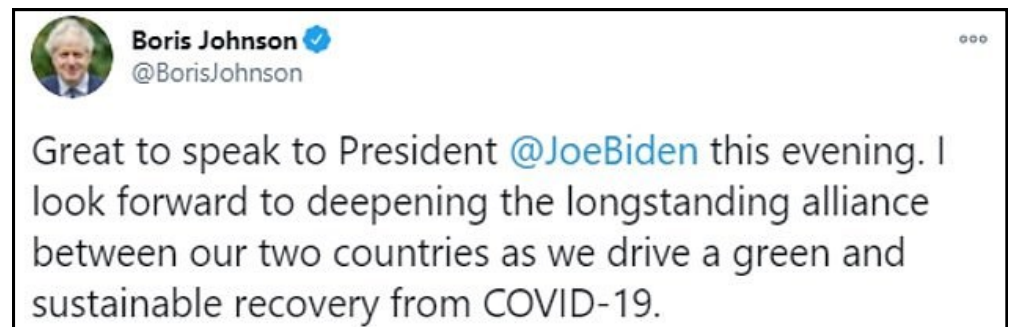 Boris Johnson
@BorisJohnson
Great to speak to President @JoeBiden this evening. I
look forward to deepening the longstanding alliance
between our two countries as we drive a green and
sustainable recovery from COVID-19.